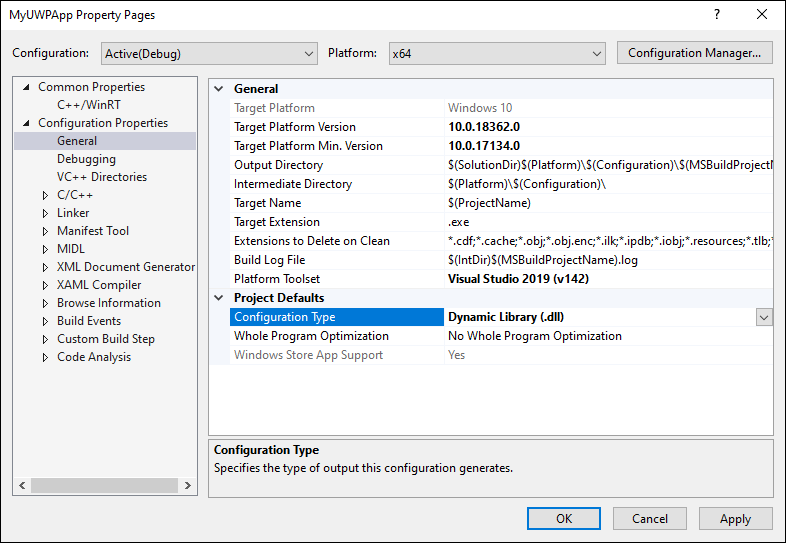 MyUWPApp Property Pages
? 
Configuration: Active(Debug) Platform: x64 Configuration Manager...
Common Properties
C++/WinRT
Configuration Properties
General
Debugging
VC++ Directories
C/C++
Linker
Manifest Tool
MIDL
XML Document Generator
XAML Compiler
Browse Information
Build Events
Custom Build Step
Code Analysis
General
Target Platform Windows 10
Target Platform Version 10.0.18362.0
Target Platform Min. Version 10.0.17134.0
Output Directory $(SolutionDir)$(Platform)\$(Configuration)\$(MSBuildProjectN
Intermediate Directory $(Platform)\$(Configuration)\
Target Name $(ProjectName)
Target Extension .exe
Extensions to Delete on Clean *.cdf;*.cache;*.obj;*.obj.enc;*.ilk;*.ipdb;*.iobj;*.resources;*.tlb;*
Build Log File $(IntDir)$(MSBuildProjectName).log
Platform Toolset Visual Studio 2019 (v142)
Project Defaults
Configuration Type Dynamic Library (.dll)
Whole Program Optimization No Whole Program Optimization
Windows Store App Support Yes
Configuration Type
Specifies the type of output this configuration generates.
OK Cancel Apply